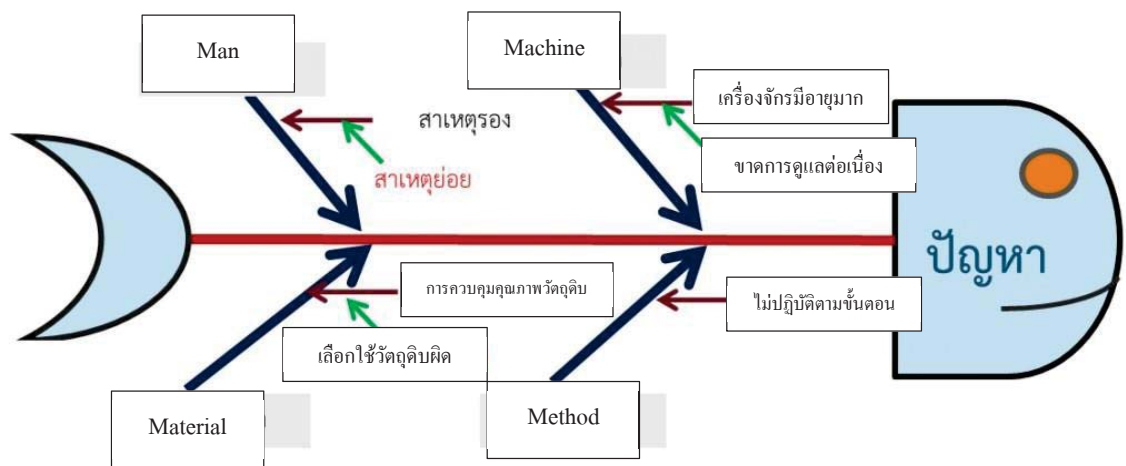 Man
Machine
เครื่องจักรมีอายุมาก
สาเหตุรอง
ขาดการดูแลต่อเนื่อง
สาเหตุย่อย
ปัญหา
การควบคุมคุณภาพวัตถุดิบ
ไม่ปฏิบัติตามขั้นตอน
เลือกใช้วัตถุดิบผิด
Material
Method